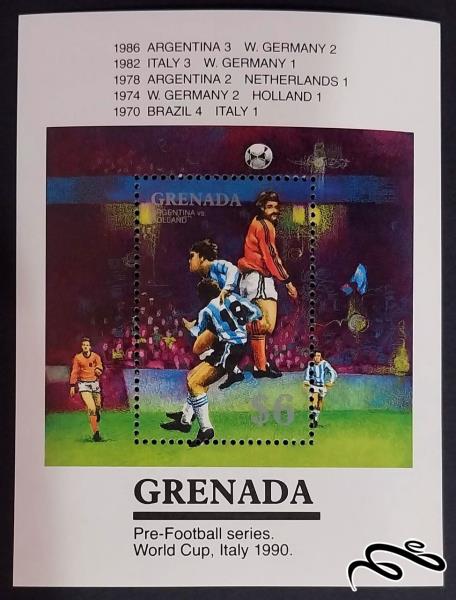 1986 ARGENTINA 3 W. GERMANY 2
1982 ITALY 3 W. GERMANY 1
1978 ARGENTINA 2 NETHERLANDS 1
1974 W. GERMANY 2 HOLLAND 1
1970 BRAZIL 4 ITALY 1
GRENADA
ARGENTINA vs.
HOLLAND
$6
GRENADA
Pre-Football series.
World Cup, Italy 1990.